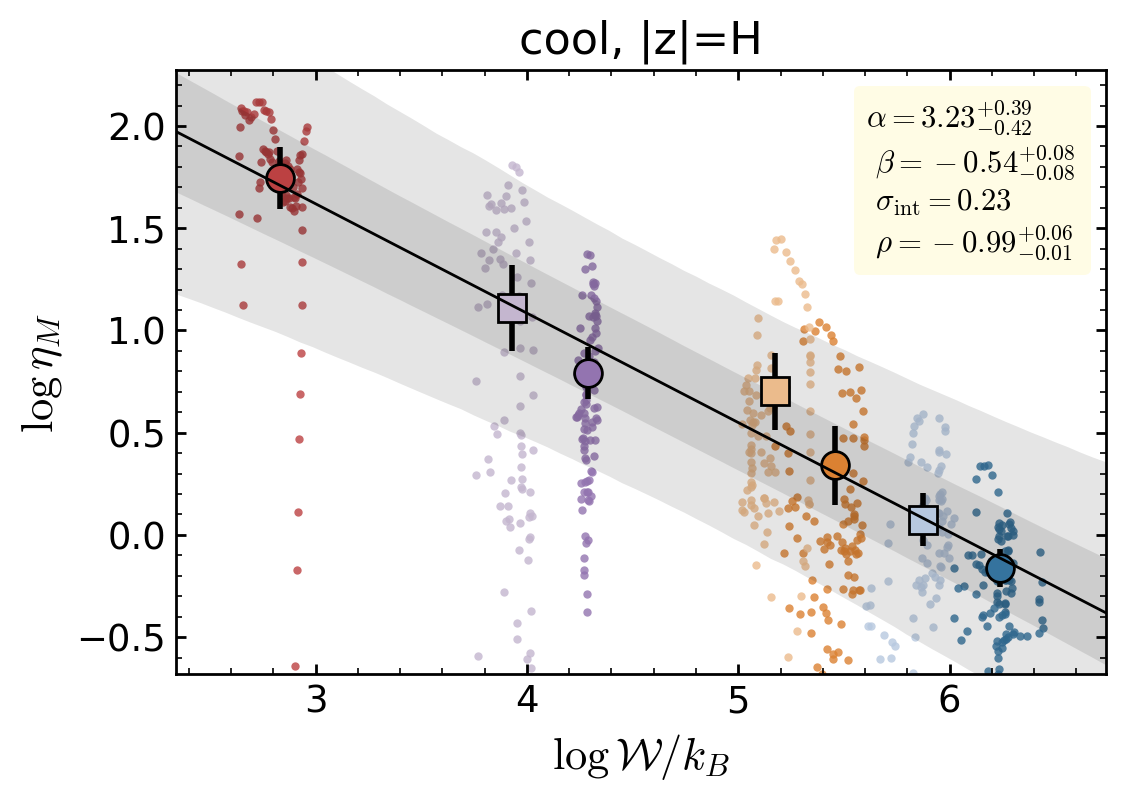 cool, |z|=H
α = 3.23^{+0.39}_{-0.42}
β = −0.54^{+0.08}_{-0.08}
σ_int = 0.23
ρ = −0.99^{+0.06}_{-0.01}
log η_M
2.0
1.5
1.0
0.5
0.0
−0.5
3 4 5 6
log 𝒲/k_B